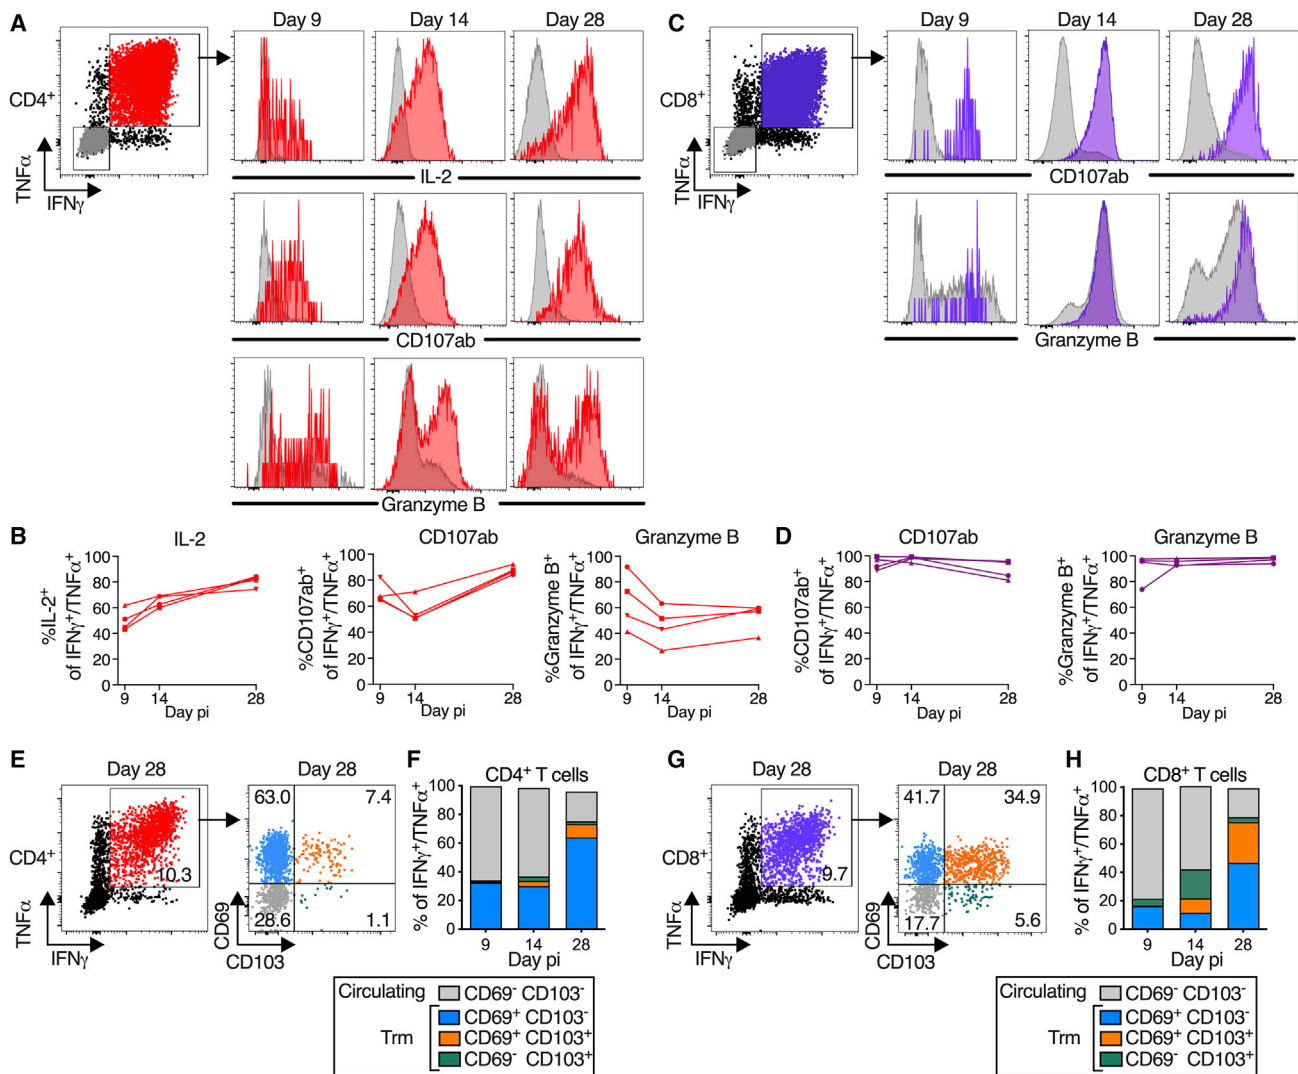 A
Day 9
Day 14
Day 28
CD4⁺
TNFα
IFNγ
IL-2
CD107ab
Granzyme B
C
Day 9
Day 14
Day 28
CD8⁺
TNFα
IFNγ
CD107ab
Granzyme B
B
IL-2
%IL-2⁺
of IFNγ⁺/TNFα⁺
100
80
60
40
20
0
9
14
28
Day pi
CD107ab
%CD107ab⁺
of IFNγ⁺/TNFα⁺
100
80
60
40
20
0
9
14
28
Day pi
Granzyme B
%Granzyme B⁺
of IFNγ⁺/TNFα⁺
100
80
60
40
20
0
9
14
28
Day pi
D
CD107ab
%CD107ab⁺
of IFNγ⁺/TNFα⁺
100
80
60
40
20
0
9
14
28
Day pi
Granzyme B
%Granzyme B⁺
of IFNγ⁺/TNFα⁺
100
80
60
40
20
0
9
14
28
Day pi
E
Day 28
CD4⁺
10.3
TNFα
IFNγ
Day 28
63.0
7.4
28.6
1.1
CD69
CD103
F
CD4⁺ T cells
% of IFNγ⁺/TNFα⁺
100
80
60
40
20
0
9
14
28
Day pi
Circulating
CD69⁻ CD103⁻
Trm
CD69⁺ CD103⁻
CD69⁺ CD103⁺
CD69⁻ CD103⁺
G
Day 28
CD8⁺
9.7
TNFα
IFNγ
Day 28
41.7
34.9
17.7
5.6
CD69
CD103
H
CD8⁺ T cells
% of IFNγ⁺/TNFα⁺
100
80
60
40
20
0
9
14
28
Day pi
Circulating
CD69⁻ CD103⁻
Trm
CD69⁺ CD103⁻
CD69⁺ CD103⁺
CD69⁻ CD103⁺